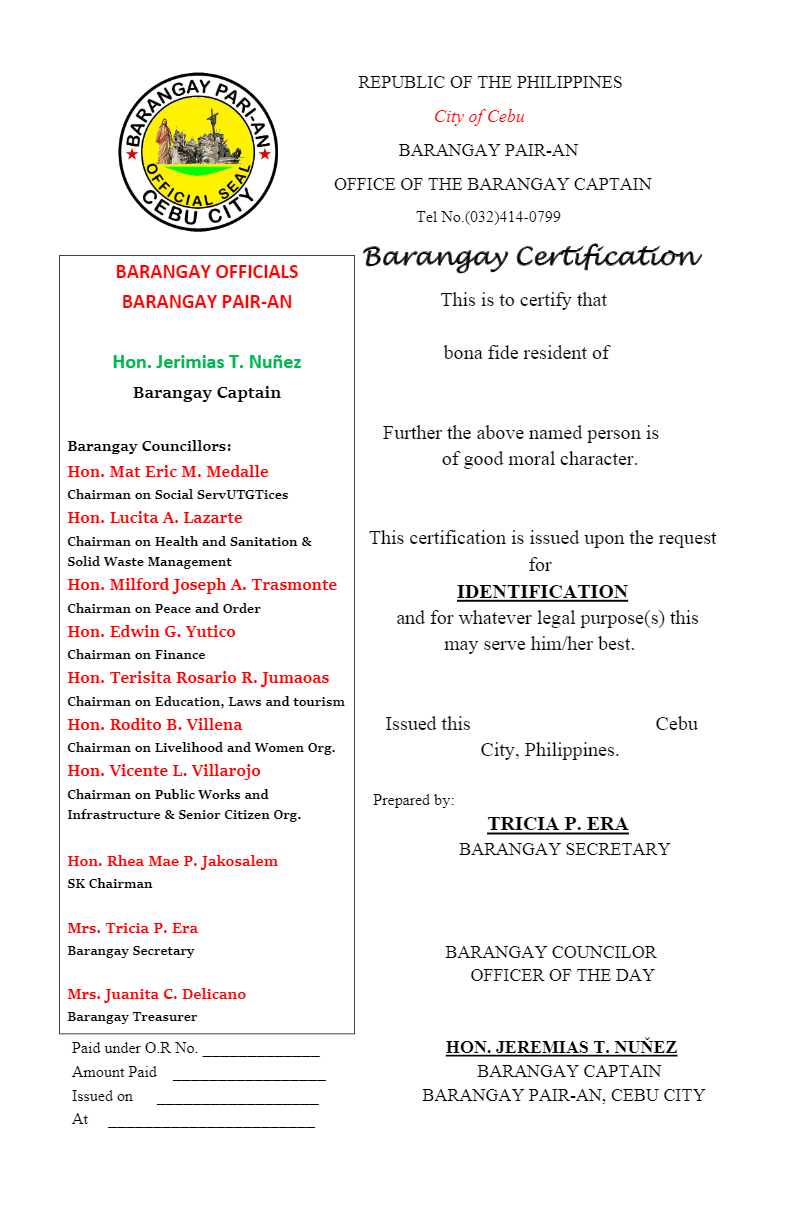 BARANGAY PARI-AN
OFFICIAL SEAL
CEBU CITY
REPUBLIC OF THE PHILIPPINES
City of Cebu
BARANGAY PAIR-AN
OFFICE OF THE BARANGAY CAPTAIN
Tel No.(032)414-0799
BARANGAY OFFICIALS
BARANGAY PAIR-AN
Hon. Jerimias T. Nuñez
Barangay Captain
Barangay Councillors:
Hon. Mat Eric M. Medalle
Chairman on Social ServUTGTices
Hon. Lucita A. Lazarte
Chairman on Health and Sanitation &
Solid Waste Management
Hon. Milford Joseph A. Trasmonte
Chairman on Peace and Order
Hon. Edwin G. Yutico
Chairman on Finance
Hon. Terisita Rosario R. Jumaoas
Chairman on Education, Laws and tourism
Hon. Rodito B. Villena
Chairman on Livelihood and Women Org.
Hon. Vicente L. Villarojo
Chairman on Public Works and
Infrastructure & Senior Citizen Org.
Hon. Rhea Mae P. Jakosalem
SK Chairman
Mrs. Tricia P. Era
Barangay Secretary
Mrs. Juanita C. Delicano
Barangay Treasurer
Paid under O.R No. _____________
Amount Paid _________________
Issued on __________________
At _______________________
Barangay Certification
This is to certify that
bona fide resident of
Further the above named person is
of good moral character.
This certification is issued upon the request
for
IDENTIFICATION
and for whatever legal purpose(s) this
may serve him/her best.
Issued this Cebu
City, Philippines.
Prepared by:
TRICIA P. ERA
BARANGAY SECRETARY
BARANGAY COUNCILOR
OFFICER OF THE DAY
HON. JEREMIAS T. NUŇEZ
BARANGAY CAPTAIN
BARANGAY PAIR-AN, CEBU CITY